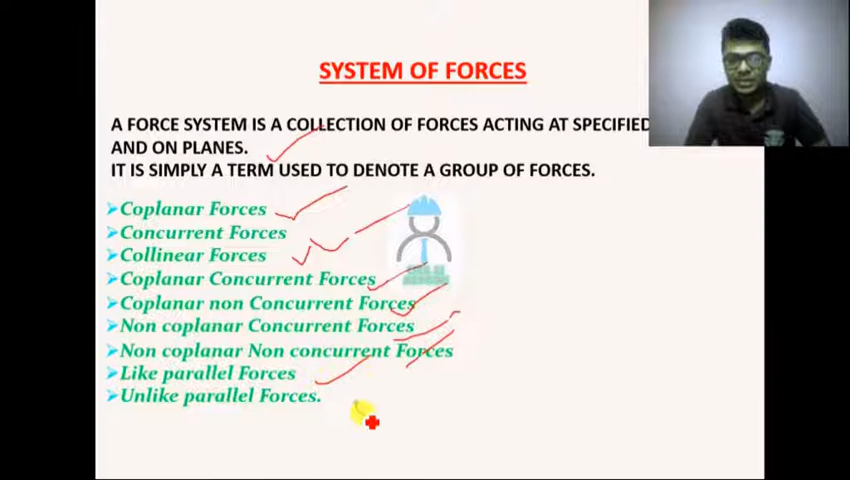 SYSTEM OF FORCES
A FORCE SYSTEM IS A COLLECTION OF FORCES ACTING AT SPECIFIED
AND ON PLANES.
IT IS SIMPLY A TERM USED TO DENOTE A GROUP OF FORCES.
Coplanar Forces
Concurrent Forces
Collinear Forces
Coplanar Concurrent Forces
Coplanar non Concurrent Forces
Non coplanar Concurrent Forces
Non coplanar Non concurrent Forces
Like parallel Forces
Unlike parallel Forces.